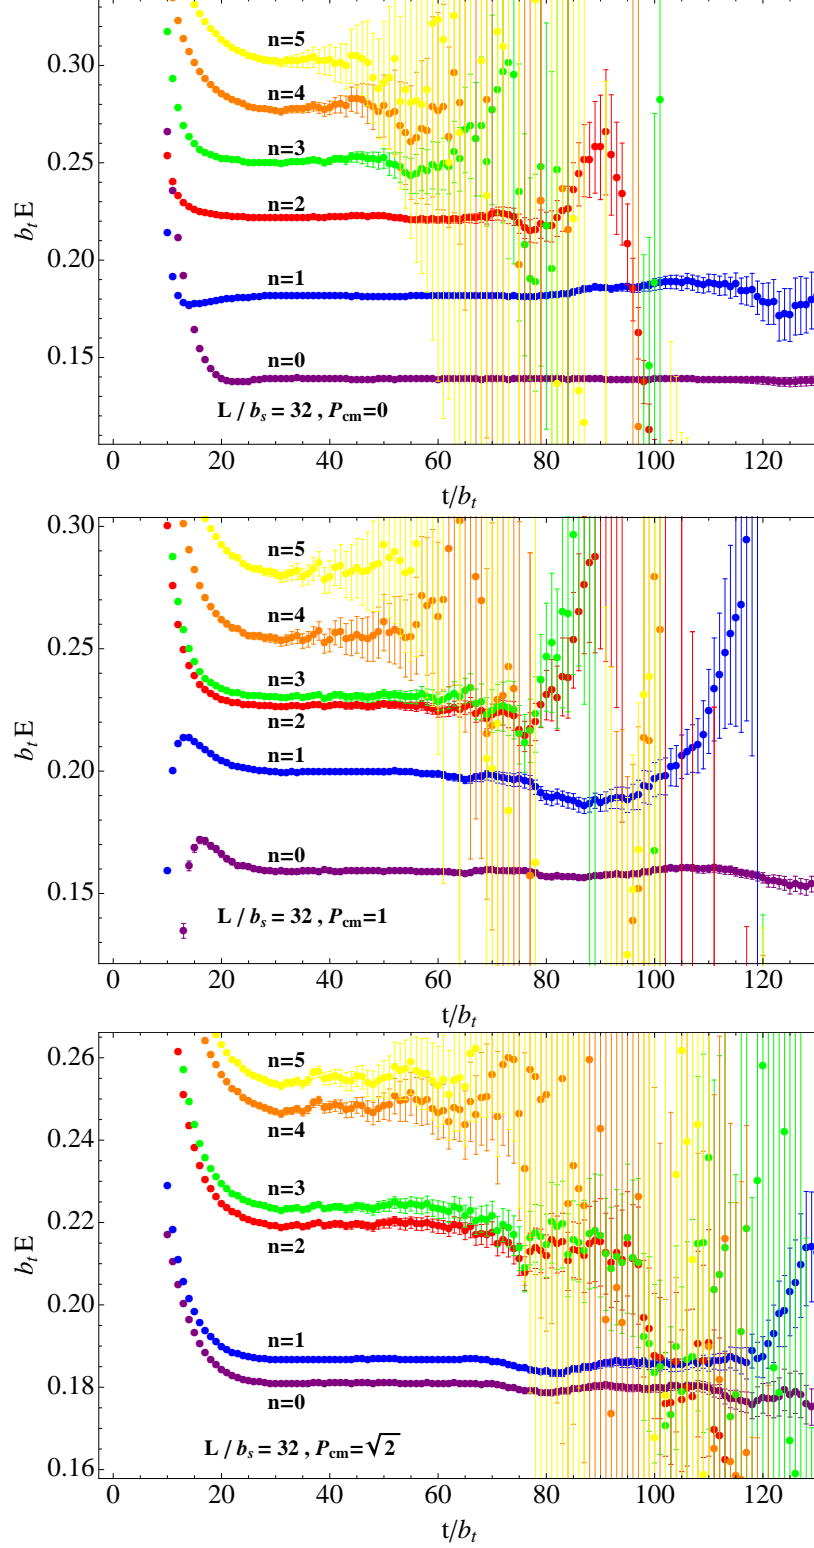 0.30
0.25
0.20
0.15
b_t E
n=5
n=4
n=3
n=2
n=1
n=0
L / b_s = 32 , P_cm=0
0 20 40 60 80 100 120
t/b_t
0.30
0.25
0.20
0.15
b_t E
n=5
n=4
n=3
n=2
n=1
n=0
L / b_s = 32 , P_cm=1
0 20 40 60 80 100 120
t/b_t
0.26
0.24
0.22
0.20
0.18
0.16
b_t E
n=5
n=4
n=3
n=2
n=1
n=0
L / b_s = 32 , P_cm=√2
0 20 40 60 80 100 120
t/b_t